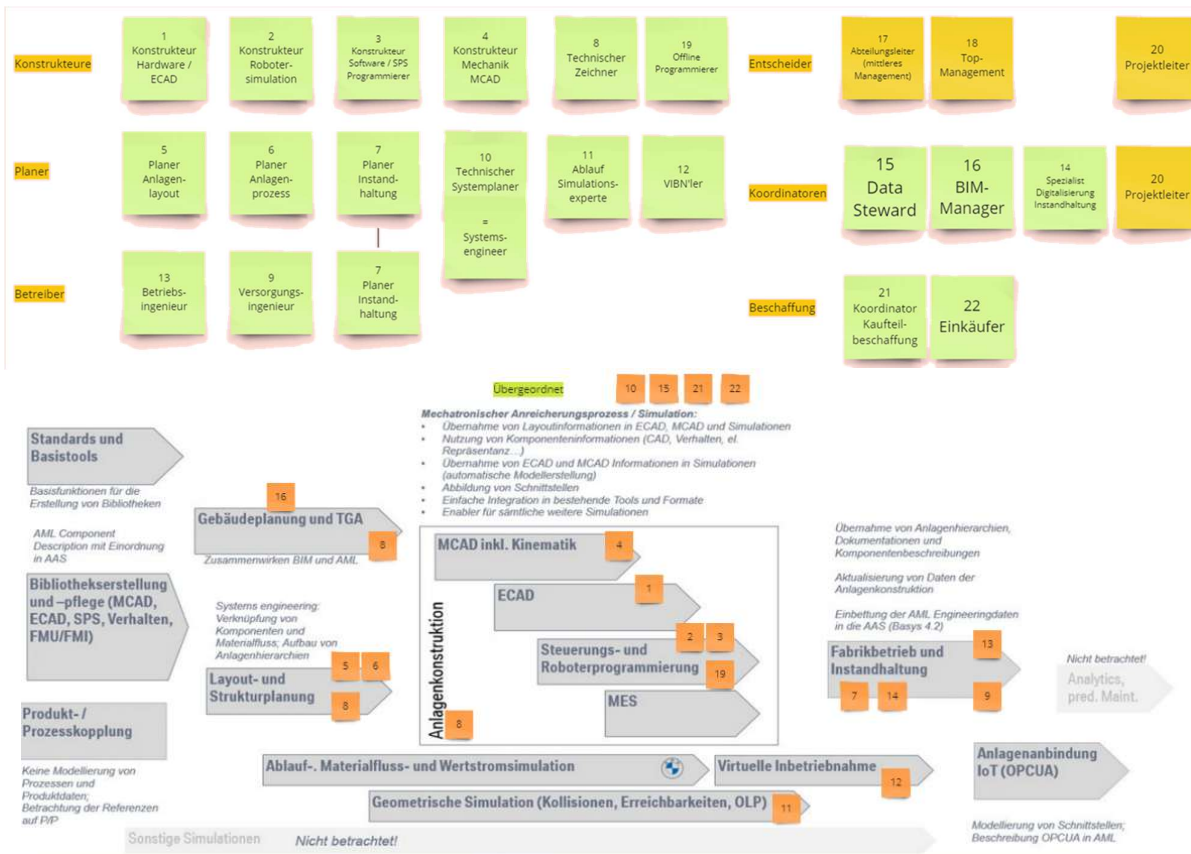 Konstrukteure
1
Konstrukteur
Hardware /
ECAD
2
Konstrukteur
Roboter-
simulation
3
Konstrukteur
Software / SPS
Programmierer
4
Konstrukteur
Mechanik
MCAD
8
Technischer
Zeichner
19
Offline
Programmierer
Entscheider
17
Abteilungsleiter
(mittleres
Management)
18
Top-
Management
20
Projektleiter
Planer
5
Planer
Anlagen-
layout
6
Planer
Anlagen-
prozess
7
Planer
Instand-
haltung
10
Technischer
Systemplaner
=
Systems-
engineer
11
Ablauf
Simulations-
experte
12
VIBN'ler
Koordinatoren
15
Data
Steward
16
BIM-
Manager
14
Spezialist
Digitalisierung
Instandhaltung
20
Projektleiter
Betreiber
13
Betriebs-
ingenieur
9
Versorgungs-
ingenieur
7
Planer
Instand-
haltung
Beschaffung
21
Koordinator
Kaufteil-
beschaffung
22
Einkäufer
Übergeordnet
10 15 21 22
Mechatronischer Anreicherungsprozess / Simulation:
• Übernahme von Layoutinformationen in ECAD, MCAD und Simulationen
• Nutzung von Komponenteninformationen (CAD, Verhalten, el.
Repräsentanz…)
• Übernahme von ECAD und MCAD Informationen in Simulationen
(automatische Modellerstellung)
• Abbildung von Schnittstellen
• Einfache Integration in bestehende Tools und Formate
• Enabler für sämtliche weitere Simulationen
Standards und
Basistools
Basisfunktionen für die
Erstellung von Bibliotheken
AML Component
Description mit Einordnung
in AAS
Bibliothekserstellung
und –pflege (MCAD,
ECAD, SPS, Verhalten,
FMU/FMI)
Produkt- /
Prozesskopplung
Keine Modellierung von
Prozessen und
Produktdaten;
Betrachtung der Referenzen
auf P/P
16
Gebäudeplanung und TGA
8
Zusammenwirken BIM und AML
Systems engineering:
Verknüpfung von
Komponenten und
Materialfluss; Aufbau von
Anlagenhierarchien
5 6
Layout- und
Strukturplanung
8
Anlagenkonstruktion
8
MCAD inkl. Kinematik
4
ECAD
1
2 3
Steuerungs- und
Roboterprogrammierung
19
MES
Übernahme von Anlagenhierarchien,
Dokumentationen und
Komponentenbeschreibungen
Aktualisierung von Daten der
Anlagenkonstruktion
Einbettung der AML Engineeringdaten
in die AAS (Basys 4.2)
Fabrikbetrieb und
Instandhaltung
13
7 14 9
Nicht betrachtet!
Analytics,
pred. Maint.
Ablauf-, Materialfluss- und Wertstromsimulation
Virtuelle Inbetriebnahme
12
Geometrische Simulation (Kollisionen, Erreichbarkeiten, OLP)
11
Sonstige Simulationen Nicht betrachtet!
Anlagenanbindung
IoT (OPCUA)
Modellierung von Schnittstellen;
Beschreibung OPCUA in AML